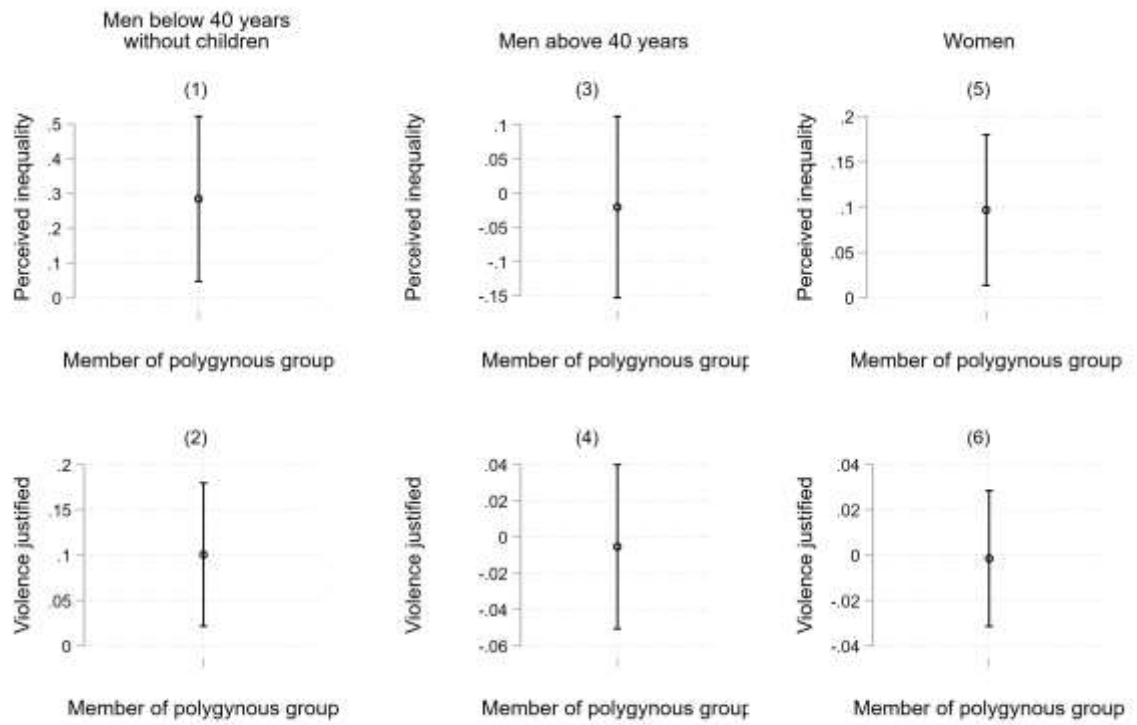 Men below 40 years
without children
Men above 40 years
Women
(1)
(3)
(5)
Perceived inequality
.5
.4
.3
.2
.1
0
Member of polygynous group
Perceived inequality
.1
.05
0
-.05
-.1
-.15
Member of polygynous group
Perceived inequality
.2
.15
.1
.05
0
Member of polygynous group
(2)
(4)
(6)
Violence justified
.2
.15
.1
.05
0
Member of polygynous group
Violence justified
.04
.02
0
-.02
-.04
-.06
Member of polygynous group
Violence justified
.04
.02
0
-.02
-.04
Member of polygynous group